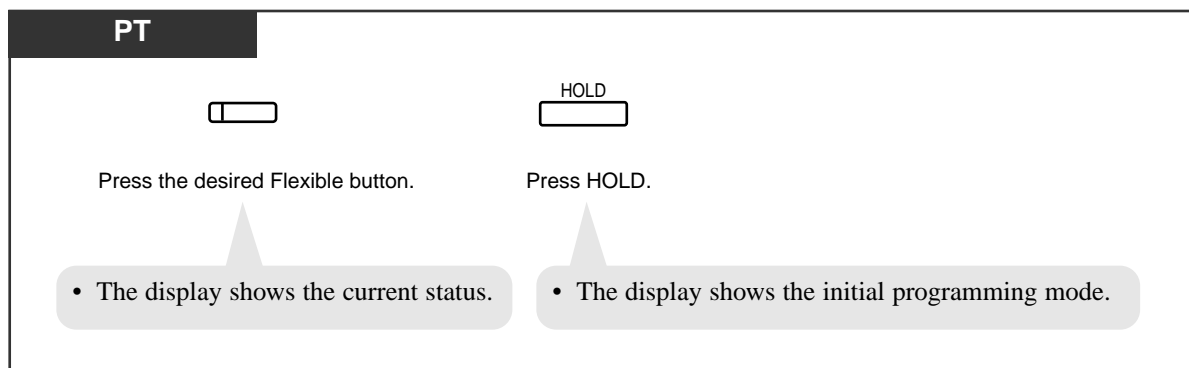 PT
HOLD
Press the desired Flexible button.
Press HOLD.
• The display shows the current status.
• The display shows the initial programming mode.